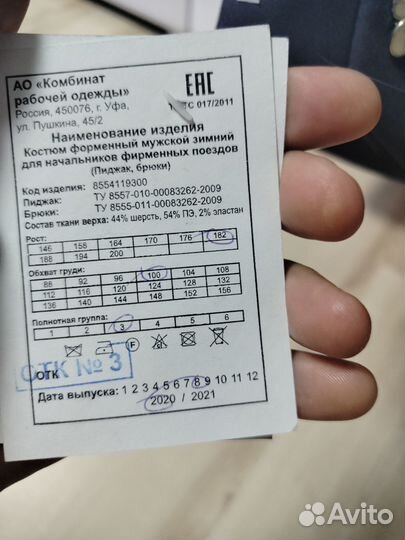 АО «Комбинат
рабочей одежды»
Россия, 450076, г. Уфа,
ул. Пушкина, 45/2
ЕАС
ТС 017/2011
Наименование изделия
Костюм форменный мужской зимний
для начальников фирменных поездов
(Пиджак, брюки)
Код изделия: 8554119300
Пиджак: ТУ 8557-010-00083262-2009
Брюки: ТУ 8555-011-00083262-2009
Состав ткани верха: 44% шерсть, 54% ПЭ, 2% эластан
Рост:
146 158 164 170 176 182
188 194 200
Обхват груди:
88 92 96 100 104 108
112 116 120 124 128 132
136 140 144 148 152 156
Полнотная группа:
1 2 3 4 5 6
F
ОТК
ОТК № 3
Дата выпуска: 1 2 3 4 5 6 7 8 9 10 11 12
2020 / 2021
Avito